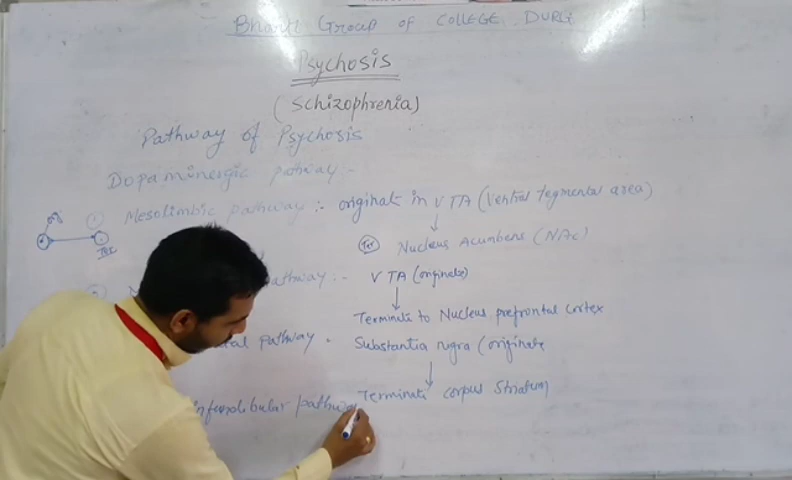 Bharti Group of COLLEGE DURG
Psychosis
(Schizophrenia)
Pathway of Psychosis
Dopaminergic pathway:-
① Mesolimbic pathway:- originate in VTA (Ventral tegmental area)
Nucleus Acumbens (NAc)
pathway:- VTA (originate)
Terminate to Nucleus prefrontal cortex
pathway. Substantia nigra (originate
Terminate corpus Striatum
Infundibular pathway